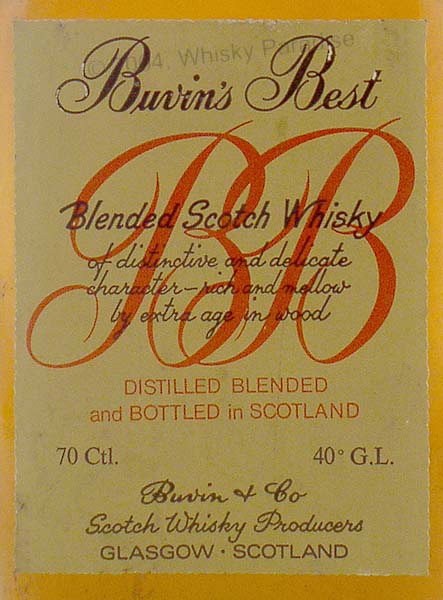 © 2004, Whisky Paradise
Buvin's Best
BB
Blended Scotch Whisky
of distinctive and delicate
character—rich and mellow
by extra age in wood
DISTILLED BLENDED
and BOTTLED in SCOTLAND
70 Ctl. 40° G.L.
Buvin & Co
Scotch Whisky Producers
GLASGOW · SCOTLAND